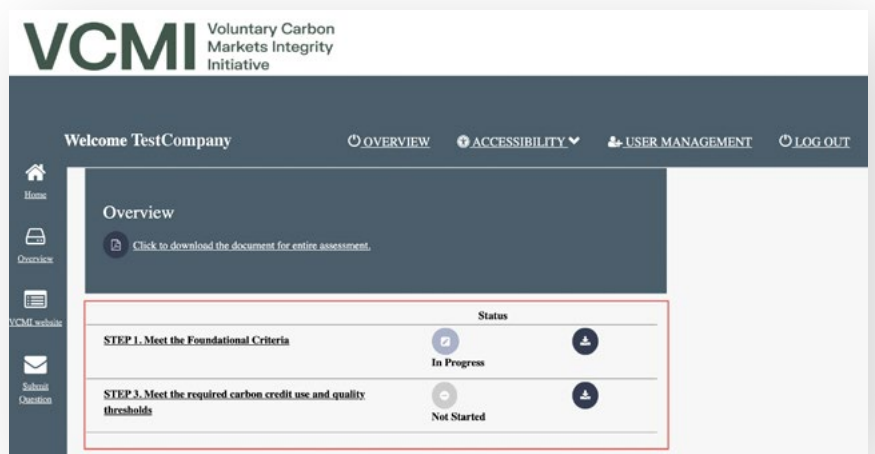 VCMI
Voluntary Carbon
Markets Integrity
Initiative
Welcome TestCompany
OVERVIEW
ACCESSIBILITY
USER MANAGEMENT
LOG OUT
Home
Overview
VCMI website
Submit
Question
Overview
Click to download the document for entire assessment.
Status
STEP 1. Meet the Foundational Criteria
In Progress
STEP 3. Meet the required carbon credit use and quality
thresholds
Not Started